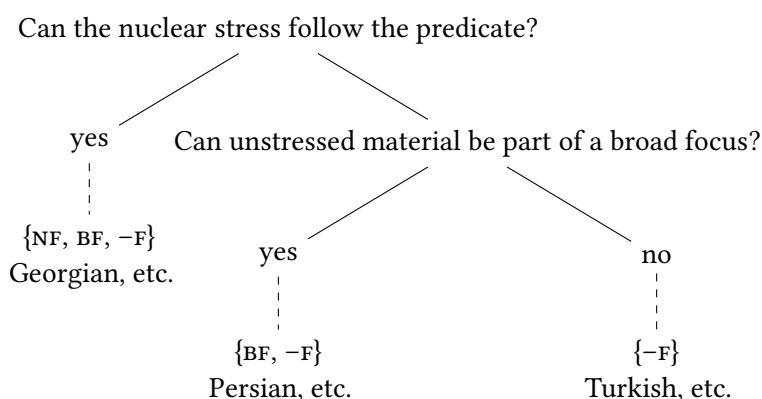 Can the nuclear stress follow the predicate?
yes
Can unstressed material be part of a broad focus?
{NF, BF, −F}
Georgian, etc.
yes
no
{BF, −F}
Persian, etc.
{−F}
Turkish, etc.